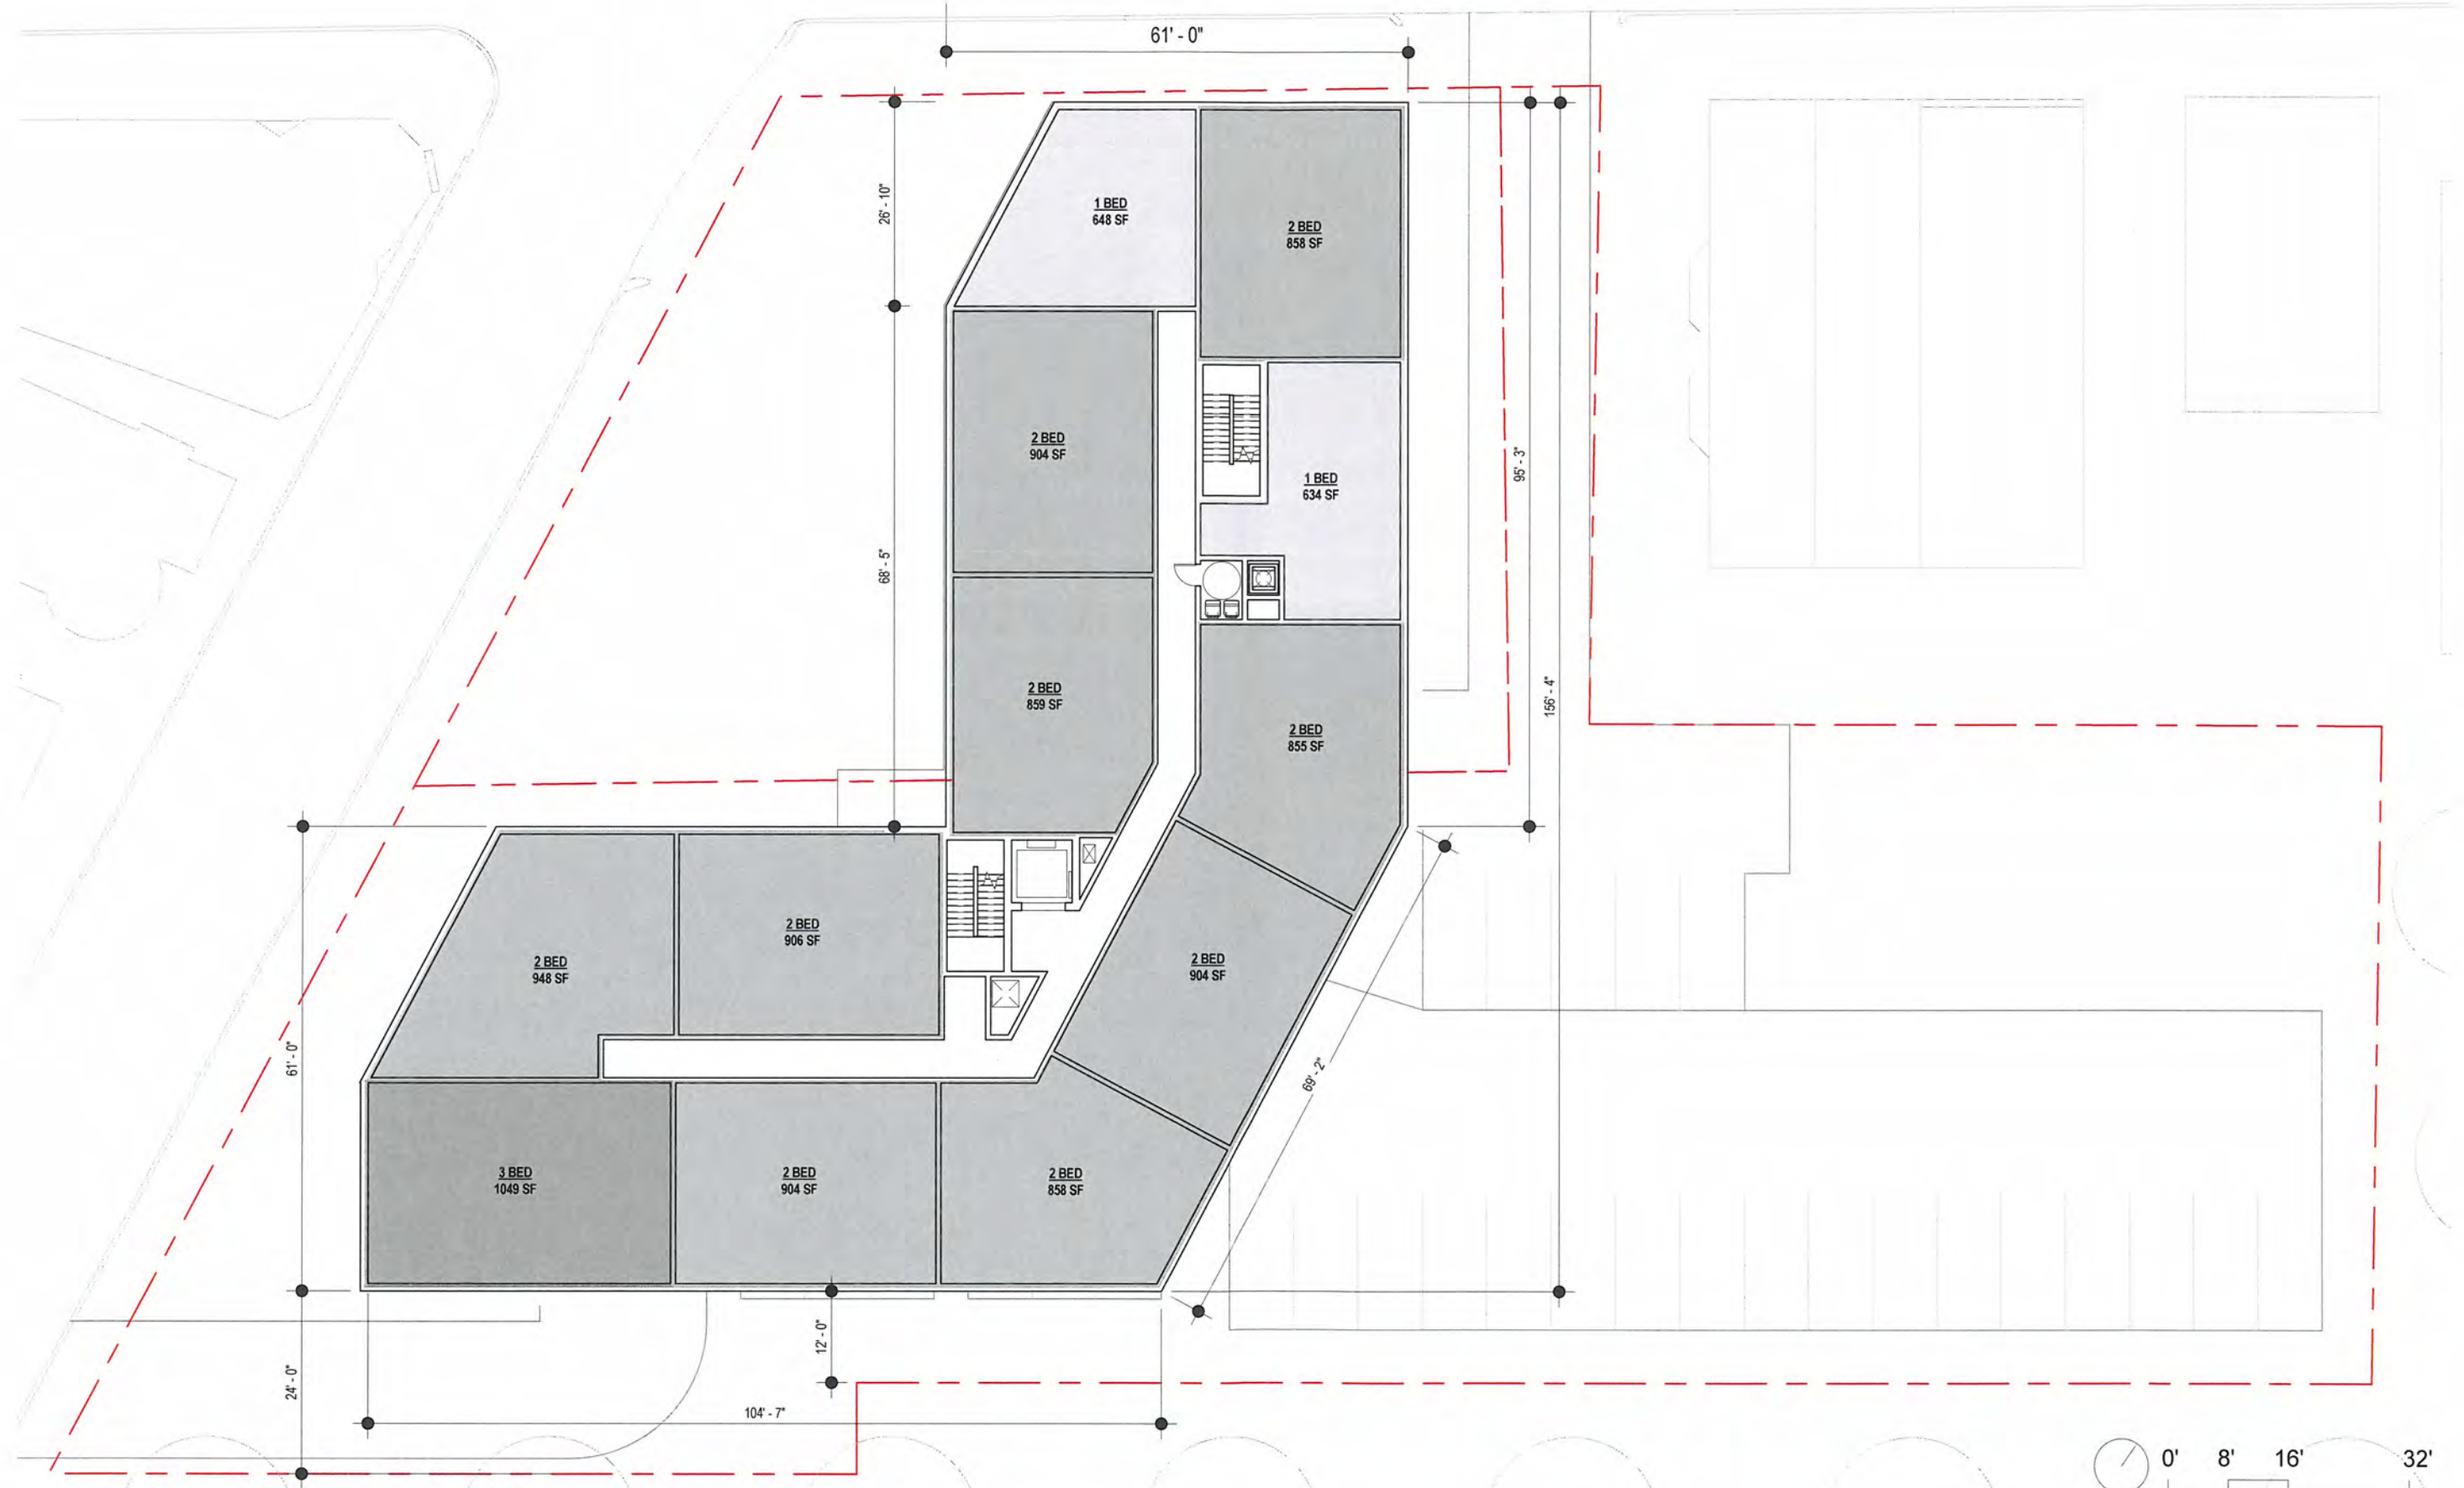 61' - 0"
26' - 10"
1 BED
648 SF
2 BED
858 SF
2 BED
904 SF
1 BED
634 SF
95' - 3"
68' - 5"
2 BED
859 SF
2 BED
855 SF
156' - 4"
2 BED
906 SF
2 BED
948 SF
2 BED
904 SF
61' - 0"
69' - 2"
3 BED
1049 SF
2 BED
904 SF
2 BED
858 SF
12' - 0"
24' - 0"
104' - 7"
0' 8' 16' 32'